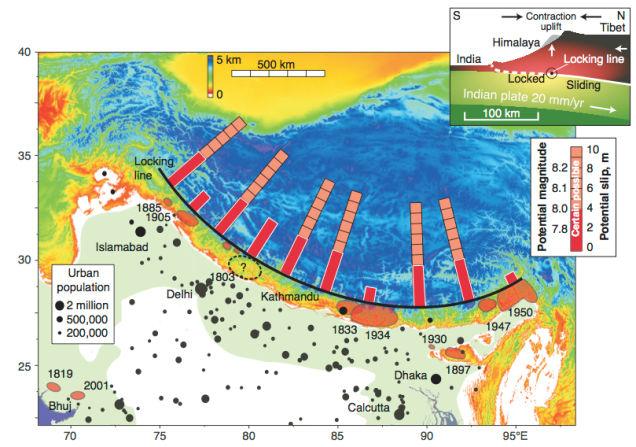 S
Contraction
N
uplift
Tibet
Himalaya
Locking line
India
Locked
Sliding
Indian plate 20 mm/yr
100 km
40
35
30
25
5 km
0
500 km
Locking
line
1885
1905
Islamabad
?
1803
Delhi
Kathmandu
1833
1934
1930
1947
1950
1897
Dhaka
Calcutta
1819
2001
Bhuj
Urban
population
2 million
500,000
200,000
Potential magnitude
8.2
8.1
8.0
7.8
Certain possible
10
8
6
4
2
0
Potential slip, m
70
75
80
85
90
95°E